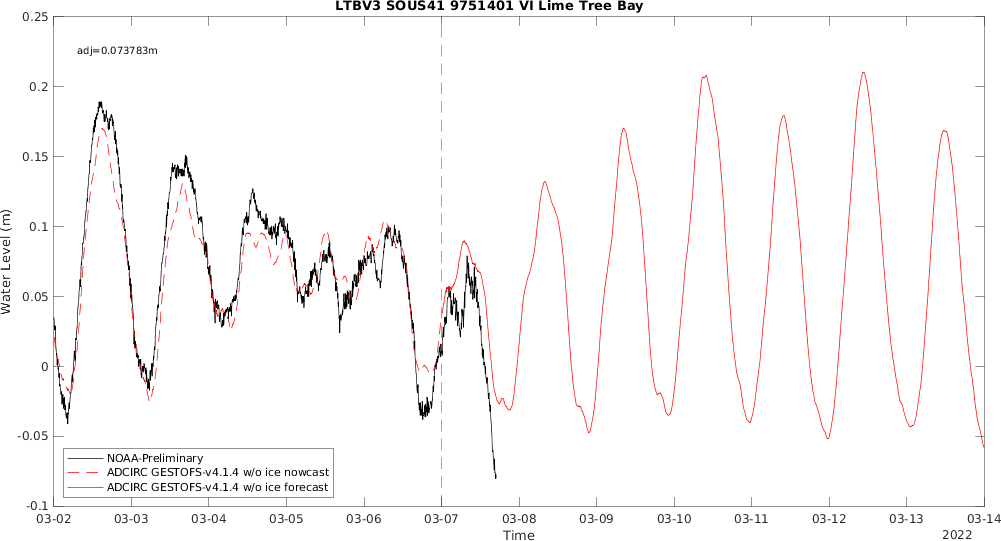 LTBV3 SOUS41 9751401 VI Lime Tree Bay
adj=0.073783m
Water Level (m)
0.25
0.2
0.15
0.1
0.05
0
-0.05
-0.1
NOAA-Preliminary
ADCIRC GESTOFS-v4.1.4 w/o ice nowcast
ADCIRC GESTOFS-v4.1.4 w/o ice forecast
03-02 03-03 03-04 03-05 03-06 03-07 03-08 03-09 03-10 03-11 03-12 03-13 03-14
Time
2022